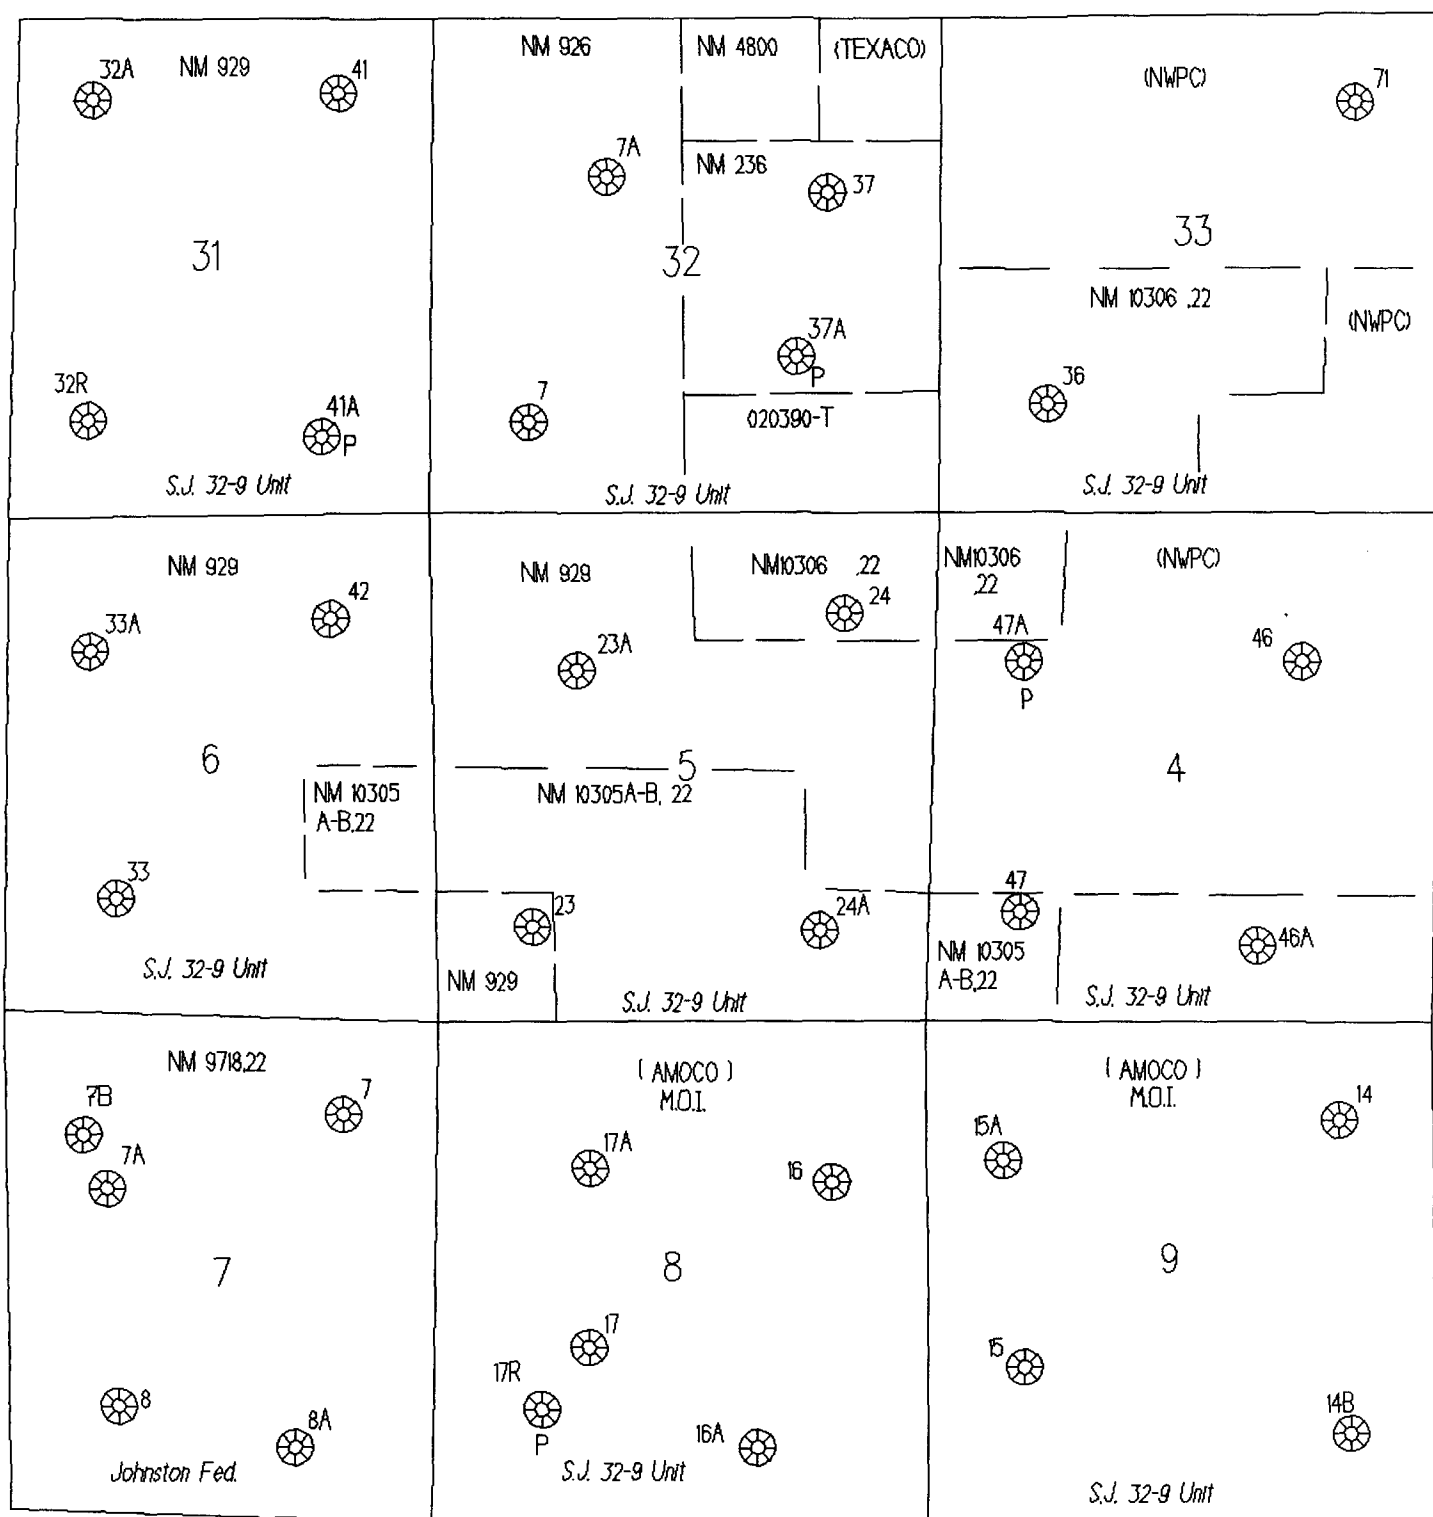 32A
NM 929
41
31
32R
41A
P
S.J. 32-9 Unit
NM 926
NM 4800
(TEXACO)
7A
NM 236
37
32
37A
P
7
020390-T
S.J. 32-9 Unit
(NWPC)
71
33
NM 10306 ,22
(NWPC)
36
S.J. 32-9 Unit
NM 929
42
33A
6
NM 10305
A-B,22
33
S.J. 32-9 Unit
NM 929
NM10306 ,22
24
23A
5
NM 10305A-B, 22
23
24A
NM 929
S.J. 32-9 Unit
NM10306
,22
(NWPC)
47A
P
46
4
47
NM 10305
A-B,22
46A
S.J. 32-9 Unit
NM 9718,22
7B
7
7A
7
8
8A
Johnston Fed.
( AMOCO )
M.O.I.
17A
16
8
17
17R
P
16A
S.J. 32-9 Unit
( AMOCO )
M.O.I.
14
15A
9
15
14B
S.J. 32-9 Unit